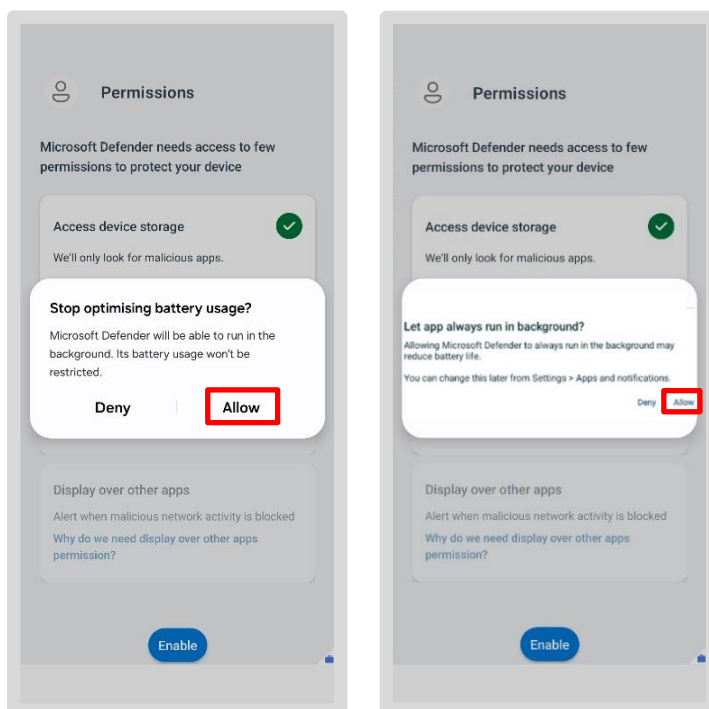 Permissions
Microsoft Defender needs access to few
permissions to protect your device
Access device storage
We'll only look for malicious apps.
Stop optimising battery usage?
Microsoft Defender will be able to run in the
background. Its battery usage won't be
restricted.
Deny
Allow
Display over other apps
Alert when malicious network activity is blocked
Why do we need display over other apps
permission?
Enable
Permissions
Microsoft Defender needs access to few
permissions to protect your device
Access device storage
We'll only look for malicious apps.
Let app always run in background?
Allowing Microsoft Defender to always run in the background may
reduce battery life.
You can change this later from Settings > Apps and notifications.
Deny
Allow
Display over other apps
Alert when malicious network activity is blocked
Why do we need display over other apps
permission?
Enable